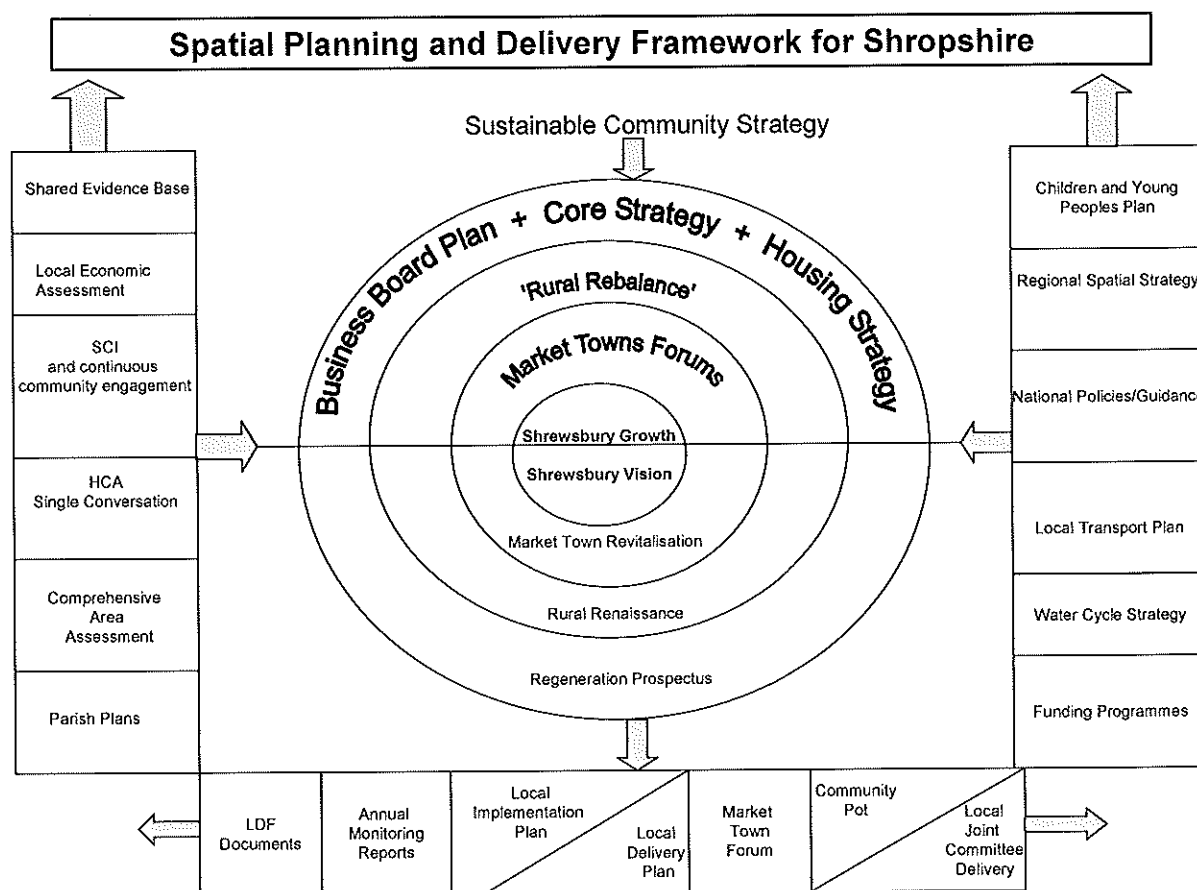 Spatial Planning and Delivery Framework for Shropshire
Sustainable Community Strategy
Shared Evidence Base
Local Economic
Assessment
SCI
and continuous
community engagement
HCA
Single Conversation
Comprehensive
Area
Assessment
Parish Plans
Business Board Plan + Core Strategy + Housing Strategy
'Rural Rebalance'
Market Towns Forums
Shrewsbury Growth
Shrewsbury Vision
Market Town Revitalisation
Rural Renaissance
Regeneration Prospectus
Children and Young
Peoples Plan
Regional Spatial Strategy
National Policies/Guidance
Local Transport Plan
Water Cycle Strategy
Funding Programmes
LDF
Documents
Annual
Monitoring
Reports
Local
Implementation
Plan
Local
Delivery
Plan
Market
Town
Forum
Community
Pot
Local
Joint
Committee
Delivery